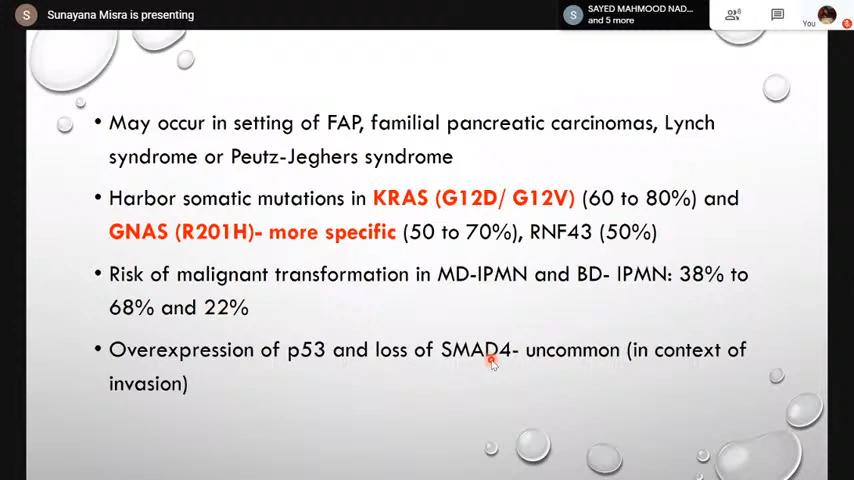 S Sunayana Misra is presenting
S SAYED MAHMOOD NAD...
and 5 more
6
You
• May occur in setting of FAP, familial pancreatic carcinomas, Lynch
syndrome or Peutz-Jeghers syndrome
• Harbor somatic mutations in KRAS (G12D/ G12V) (60 to 80%) and
GNAS (R201H)- more specific (50 to 70%), RNF43 (50%)
• Risk of malignant transformation in MD-IPMN and BD- IPMN: 38% to
68% and 22%
• Overexpression of p53 and loss of SMAD4- uncommon (in context of
invasion)